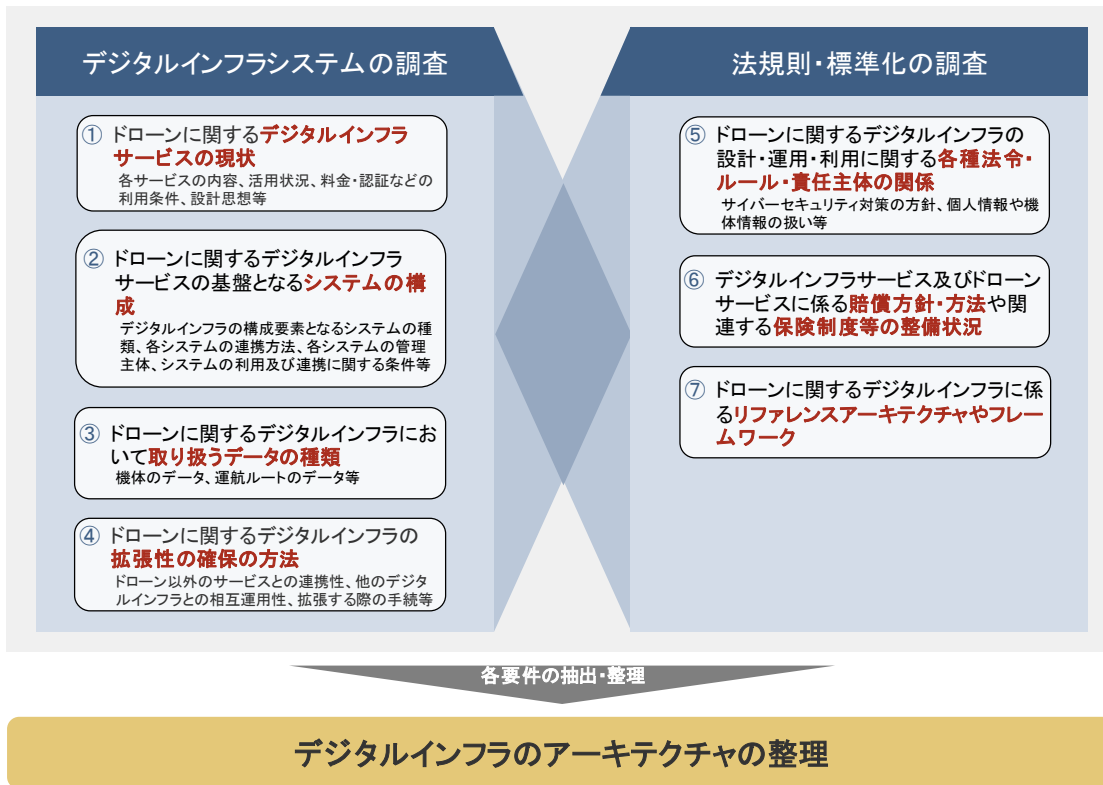 デジタルインフラシステムの調査
① ドローンに関するデジタルインフラ
サービスの現状
各サービスの内容、活用状況、料金・認証などの
利用条件、設計思想等
② ドローンに関するデジタルインフラ
サービスの基盤となるシステムの構
成
デジタルインフラの構成要素となるシステムの種
類、各システムの連携方法、各システムの管理
主体、システムの利用及び連携に関する条件等
③ ドローンに関するデジタルインフラにお
いて取り扱うデータの種類
機体のデータ、運航ルートのデータ等
④ ドローンに関するデジタルインフラの
拡張性の確保の方法
ドローン以外のサービスとの連携性、他のデジタ
ルインフラとの相互運用性、拡張する際の手続等
法規則・標準化の調査
⑤ ドローンに関するデジタルインフラの
設計・運用・利用に関する各種法令・
ルール・責任主体の関係
サイバーセキュリティ対策の方針、個人情報や機
体情報の扱い等
⑥ デジタルインフラサービス及びドローン
サービスに係る賠償方針・方法や関
連する保険制度等の整備状況
⑦ ドローンに関するデジタルインフラに係
るリファレンスアーキテクチャやフレー
ムワーク
各要件の抽出・整理
デジタルインフラのアーキテクチャの整理